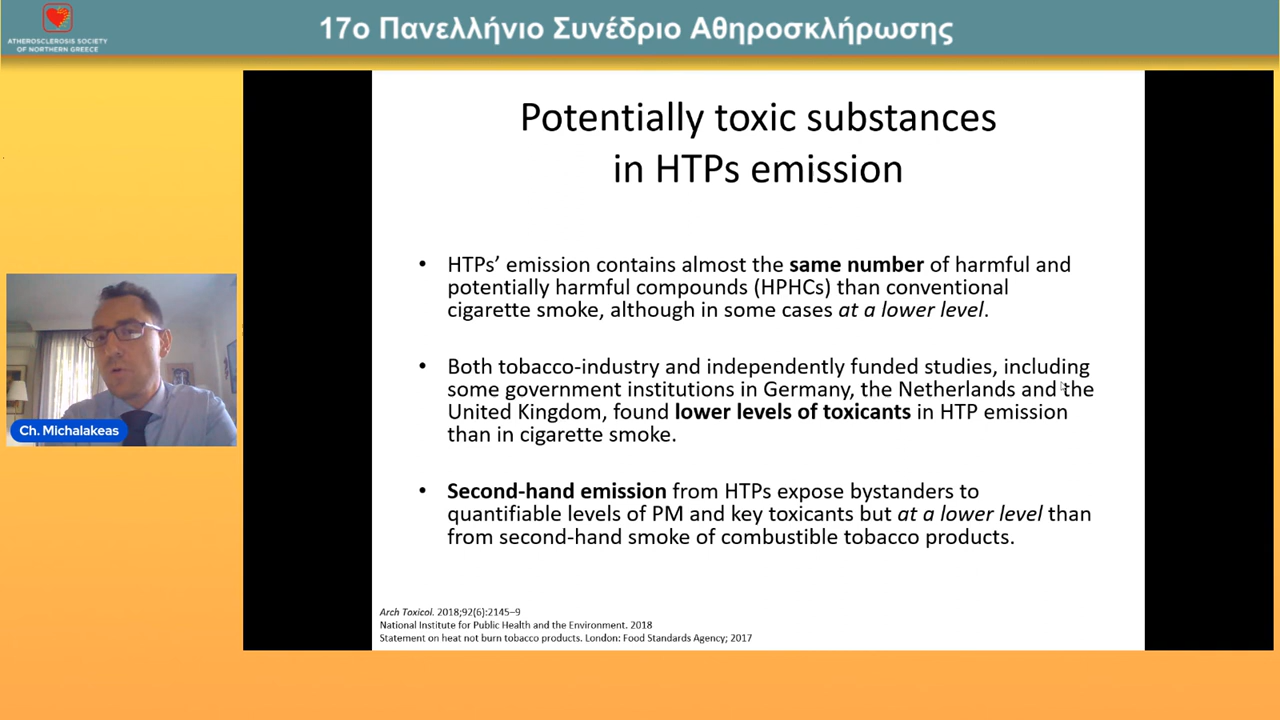 ATHEROSCLEROSIS SOCIETY
OF NORTHERN GREECE
17ο Πανελλήνιο Συνέδριο Αθηροσκλήρωσης
Potentially toxic substances
in HTPs emission
• HTPs’ emission contains almost the same number of harmful and
potentially harmful compounds (HPHCs) than conventional
cigarette smoke, although in some cases at a lower level.
• Both tobacco-industry and independently funded studies, including
some government institutions in Germany, the Netherlands and the
United Kingdom, found lower levels of toxicants in HTP emission
than in cigarette smoke.
• Second-hand emission from HTPs expose bystanders to
quantifiable levels of PM and key toxicants but at a lower level than
from second-hand smoke of combustible tobacco products.
Ch. Michalakeas
Arch Toxicol. 2018;92(6):2145–9
National Institute for Public Health and the Environment. 2018
Statement on heat not burn tobacco products. London: Food Standards Agency; 2017